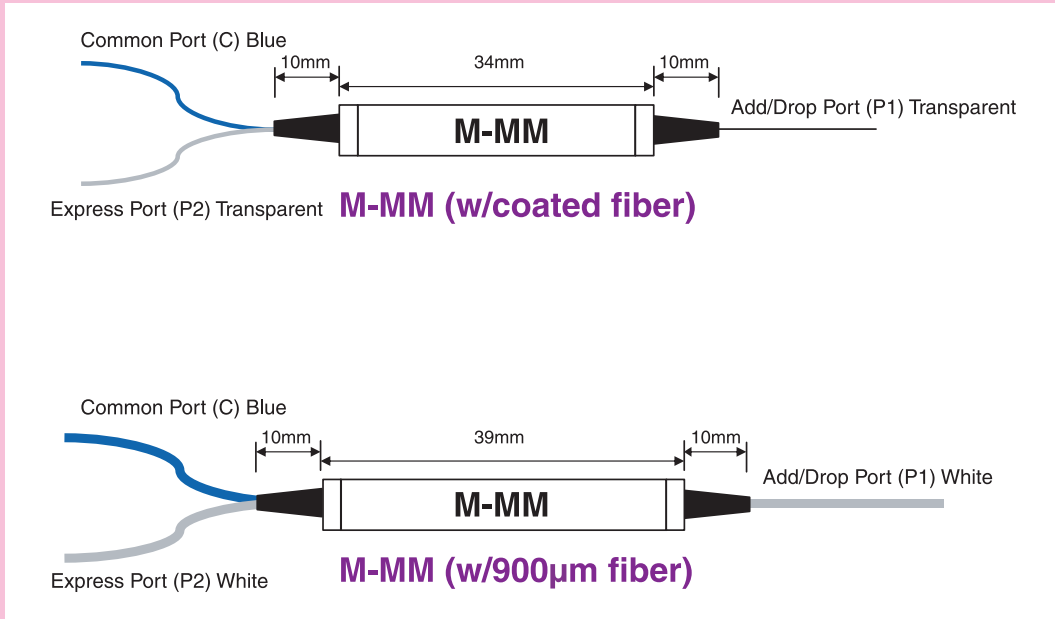 Common Port (C) Blue
10mm
34mm
10mm
Add/Drop Port (P1) Transparent
M-MM
Express Port (P2) Transparent
M-MM (w/coated fiber)
Common Port (C) Blue
10mm
39mm
10mm
Add/Drop Port (P1) White
M-MM
Express Port (P2) White
M-MM (w/900µm fiber)